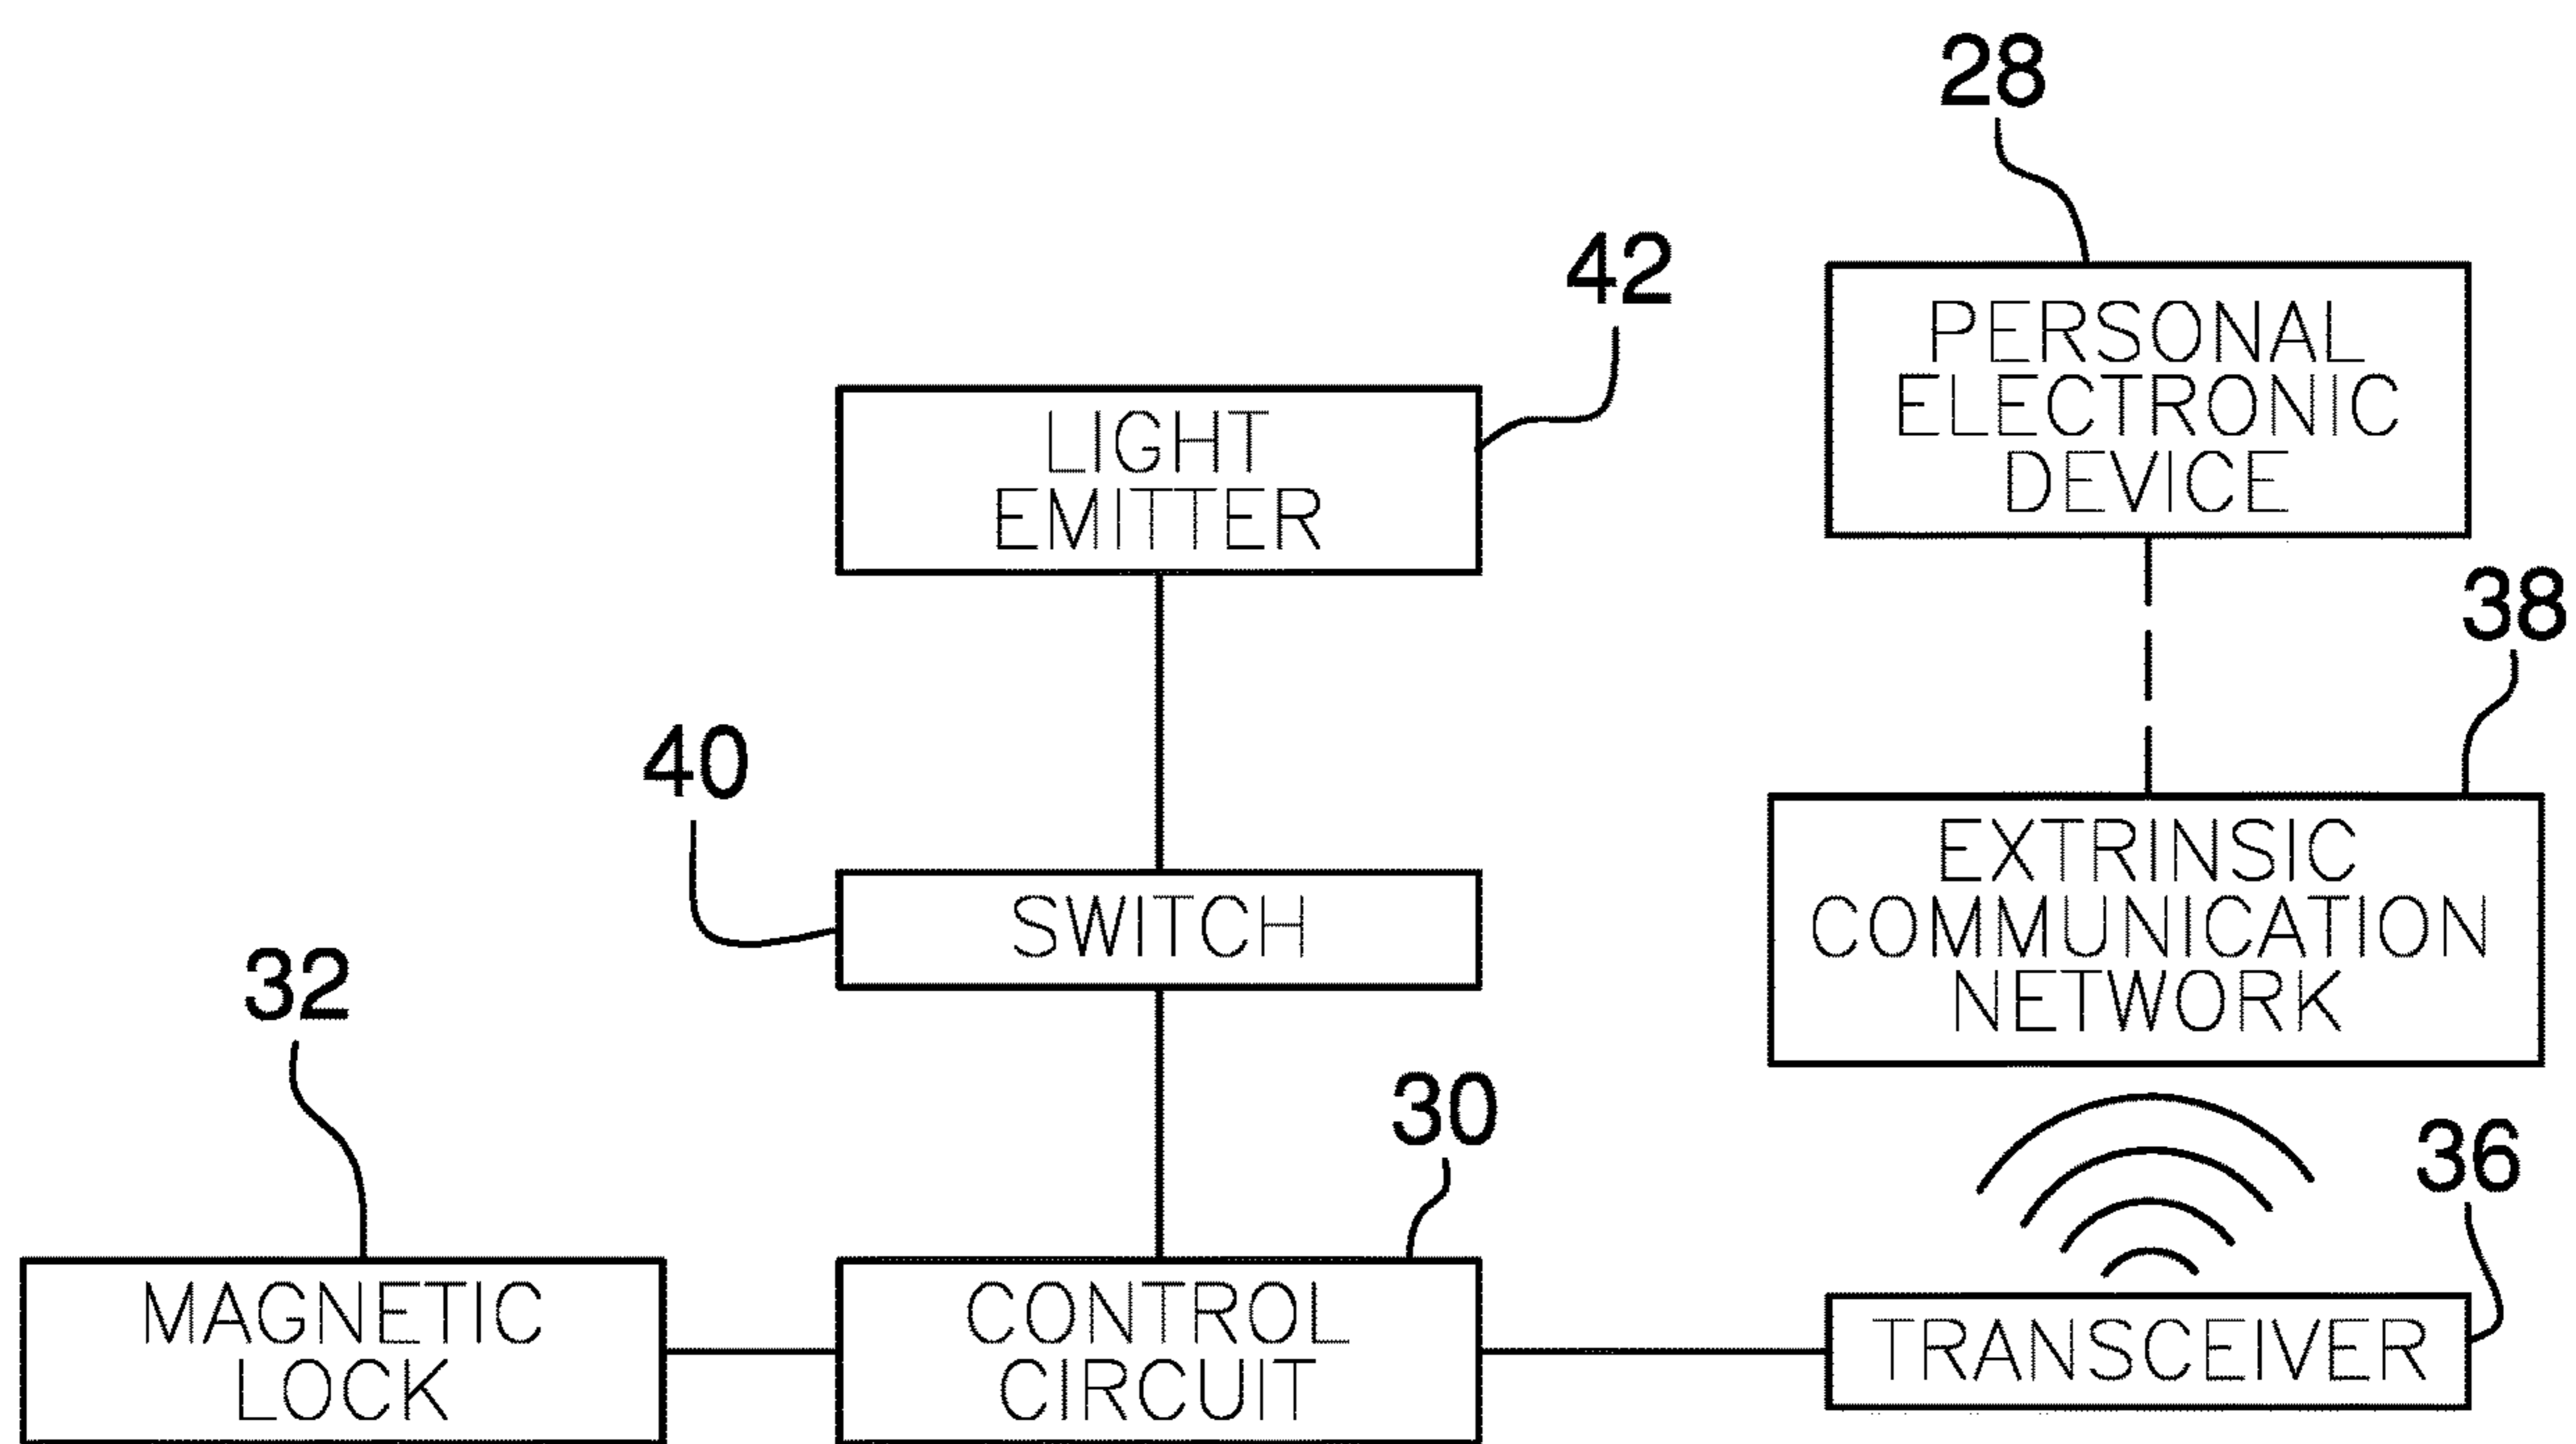 28
PERSONAL
ELECTRONIC
DEVICE
42
LIGHT
EMITTER
38
EXTRINSIC
COMMUNICATION
NETWORK
40
SWITCH
32
MAGNETIC
LOCK
30
CONTROL
CIRCUIT
36
TRANSCEIVER